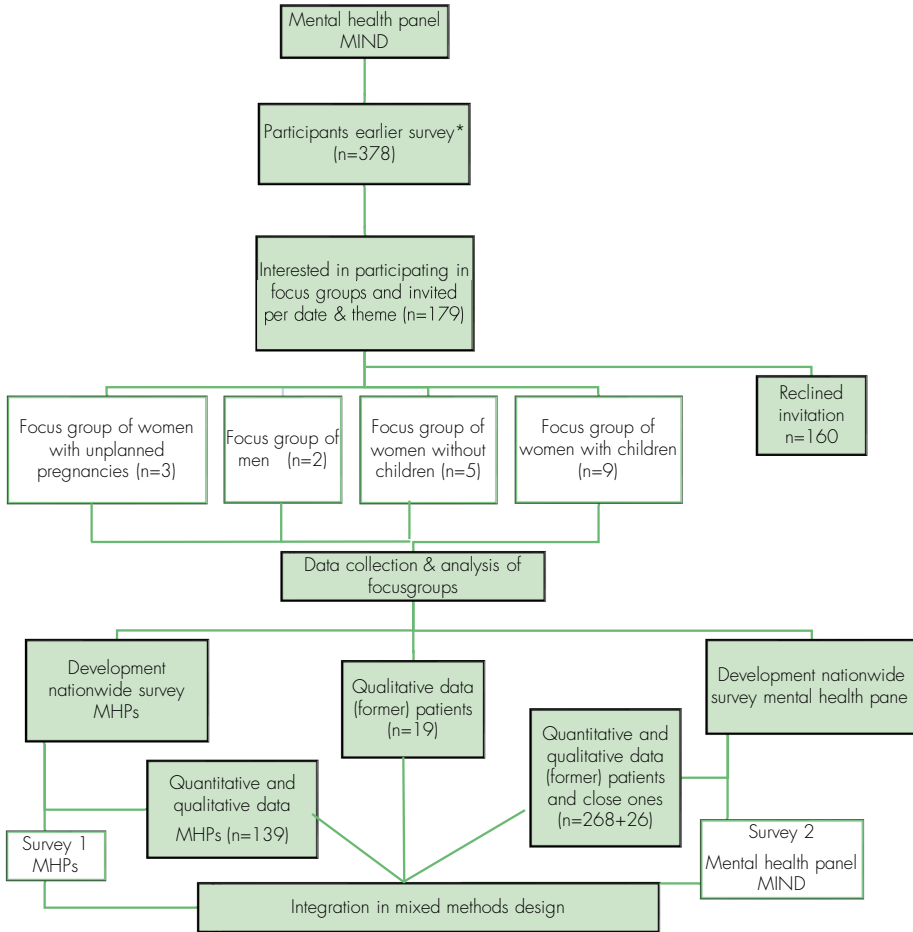 Mental health panel
MIND
Participants earlier survey*
(n=378)
Interested in participating in
focus groups and invited
per date & theme (n=179)
Reclined
invitation
n=160
Focus group of women
with unplanned
pregnancies (n=3)
Focus group of
men (n=2)
Focus group of
women without
children (n=5)
Focus group of
women with children
(n=9)
Data collection & analysis of
focusgroups
Development
nationwide survey
MHPs
Qualitative data
(former) patients
(n=19)
Development nationwide
survey mental health pane
Quantitative and
qualitative data
MHPs (n=139)
Quantitative and
qualitative data
(former) patients
and close ones
(n=268+26)
Survey 1
MHPs
Survey 2
Mental health panel
MIND
Integration in mixed methods design